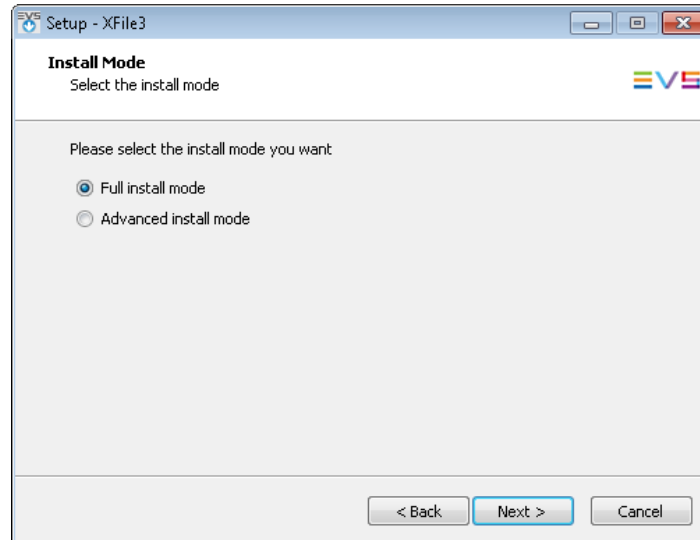 Setup - XFile3
Install Mode
Select the install mode
EVS
Please select the install mode you want
Full install mode
Advanced install mode
< Back
Next >
Cancel